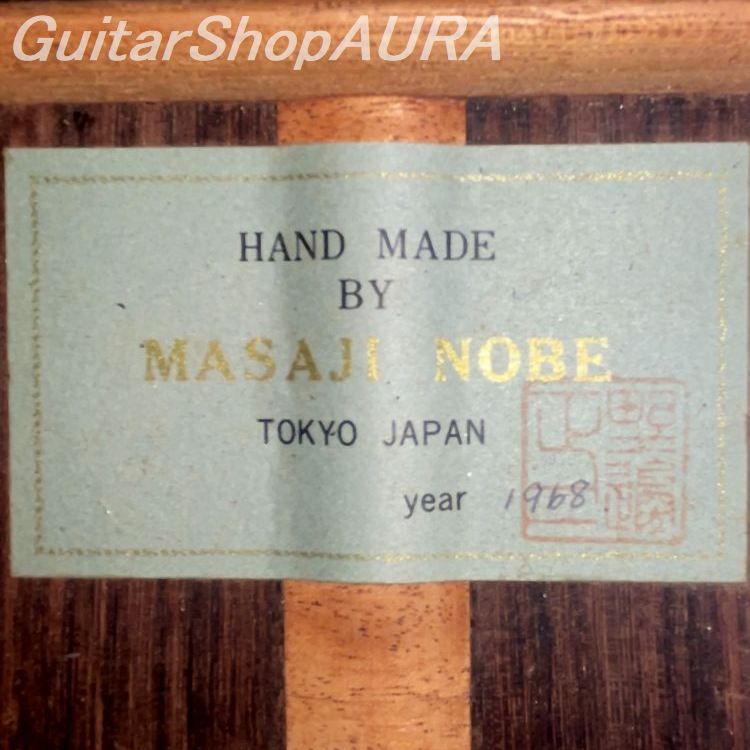 GuitarShopAURA
HAND MADE
BY
MASAJI NOBE
TOKYO JAPAN
year 1968